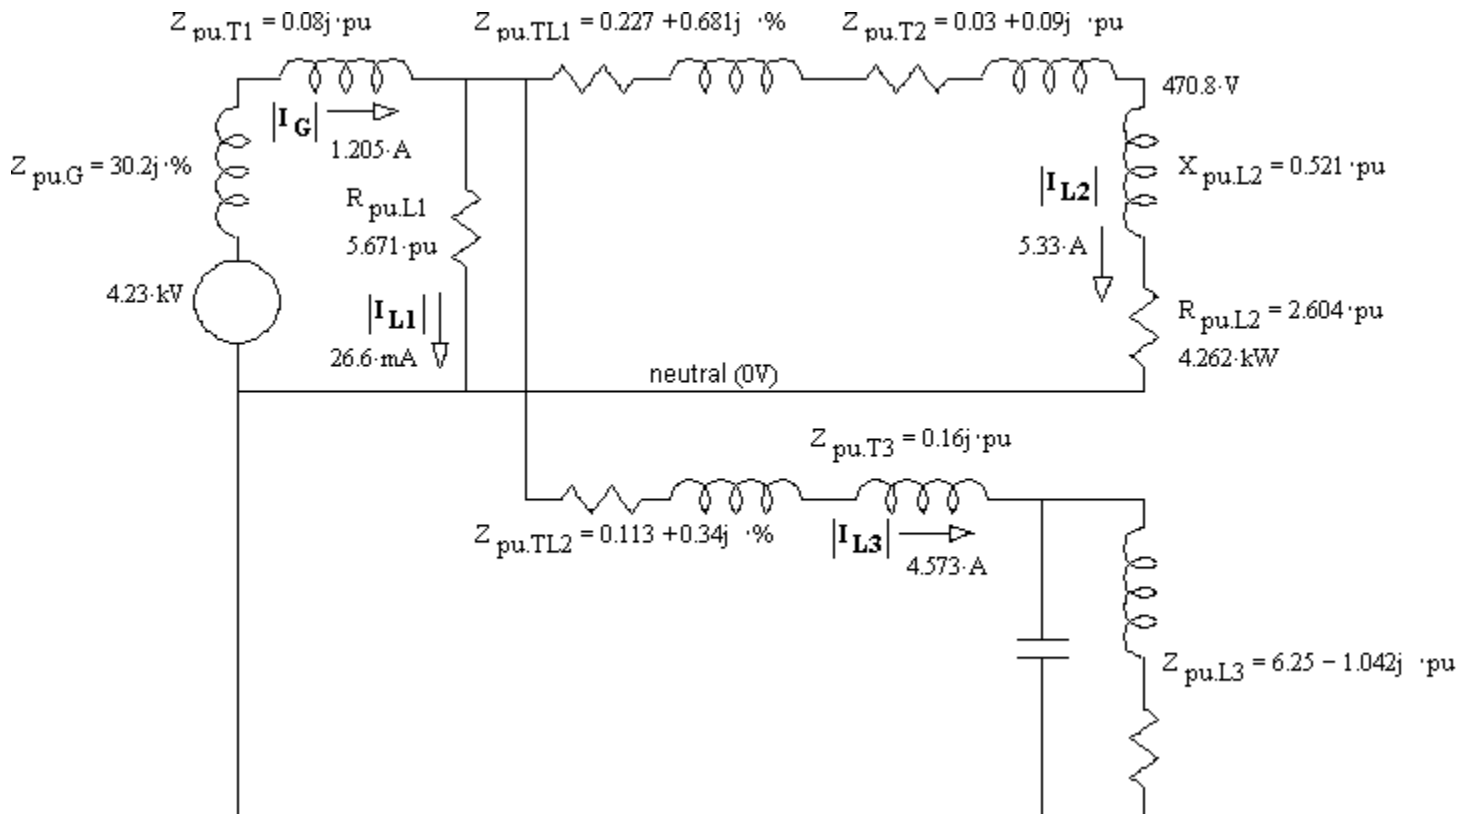 Z pu.T1 = 0.08j·pu
Z pu.TL1 = 0.227 +0.681j ·%
Z pu.T2 = 0.03 +0.09j ·pu
470.8·V
|I G|
1.205·A
Z pu.G = 30.2j·%
R pu.L1
5.671·pu
|I L2|
5.33·A
X pu.L2 = 0.521 ·pu
4.23·kV
|I L1|
26.6·mA
R pu.L2 = 2.604 ·pu
4.262·kW
neutral (0V)
Z pu.T3 = 0.16j·pu
Z pu.TL2 = 0.113 +0.34j ·%
|I L3|
4.573·A
Z pu.L3 = 6.25 − 1.042j ·pu